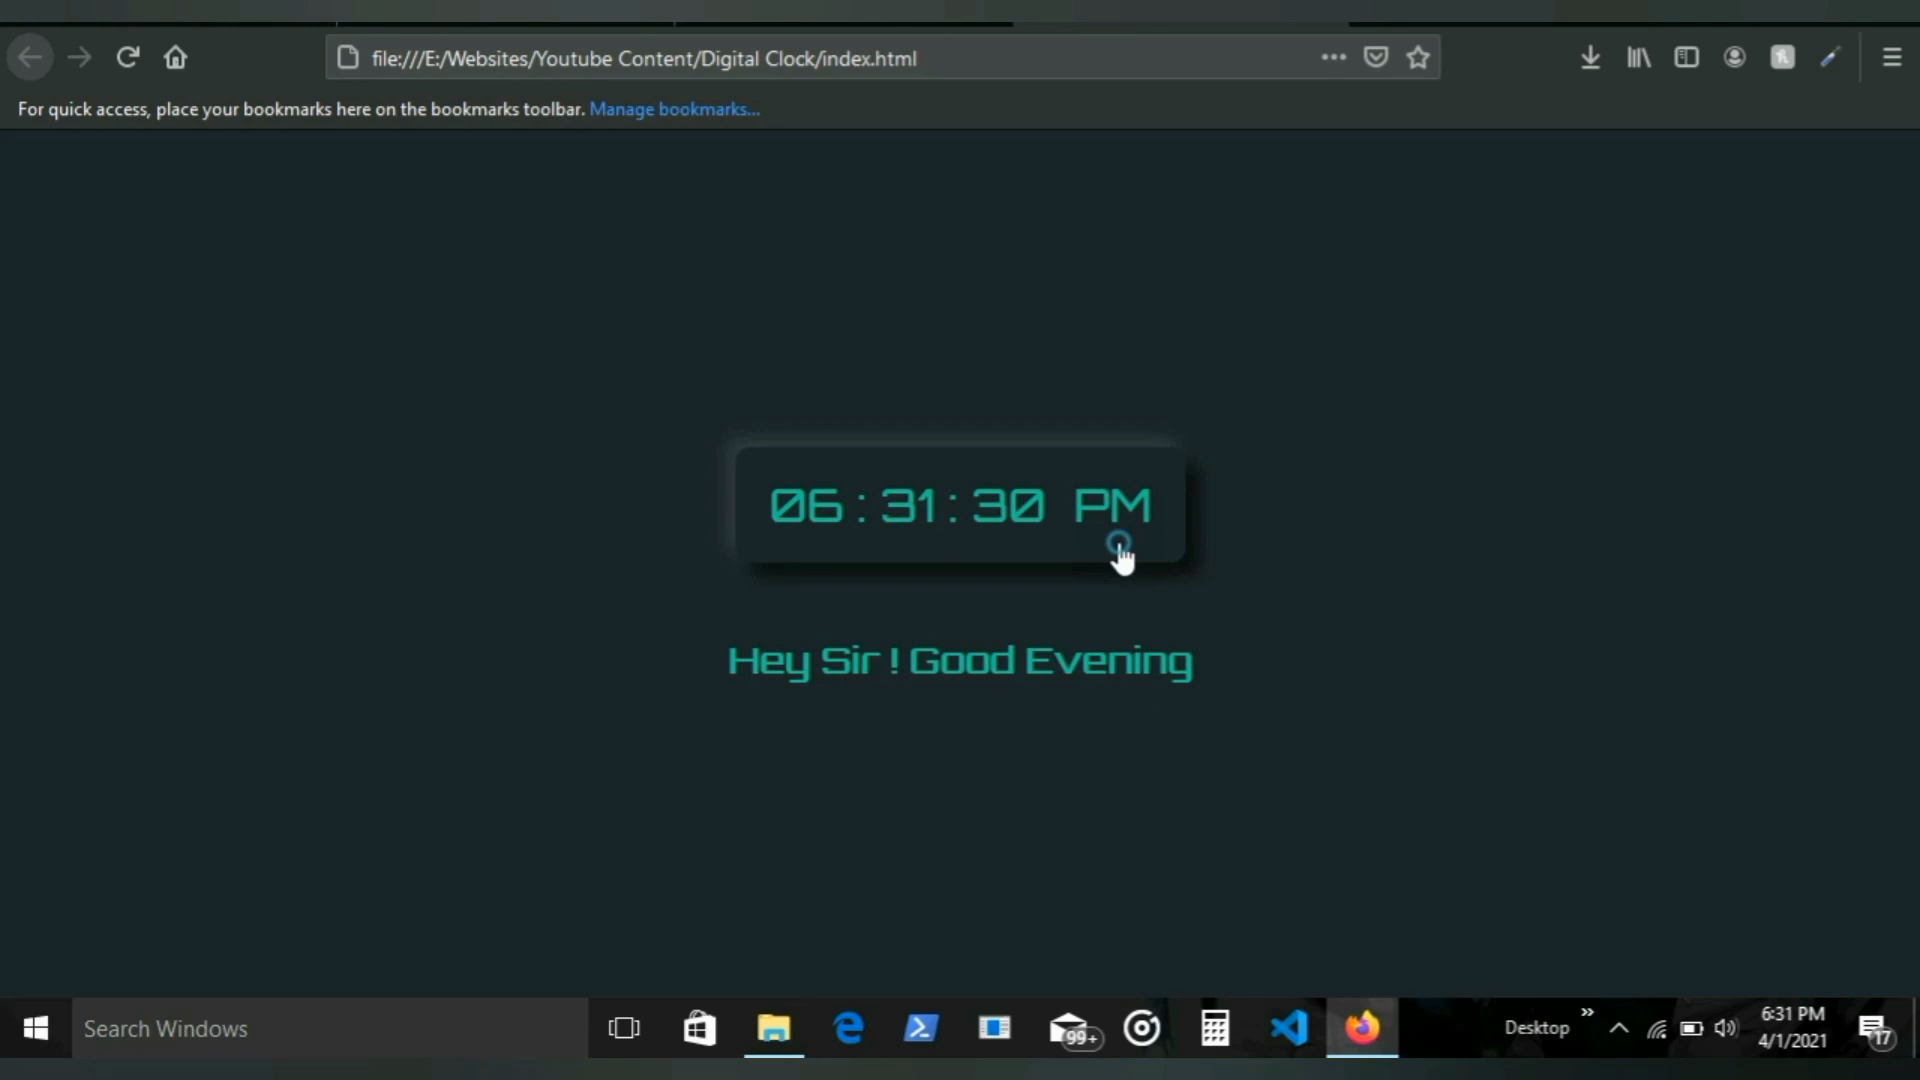 file:///E:/Websites/Youtube Content/Digital Clock/index.html
For quick access, place your bookmarks here on the bookmarks toolbar. Manage bookmarks...
06 : 31 : 30 PM
Hey Sir ! Good Evening
Search Windows
99+
Desktop
6:31 PM
4/1/2021
17